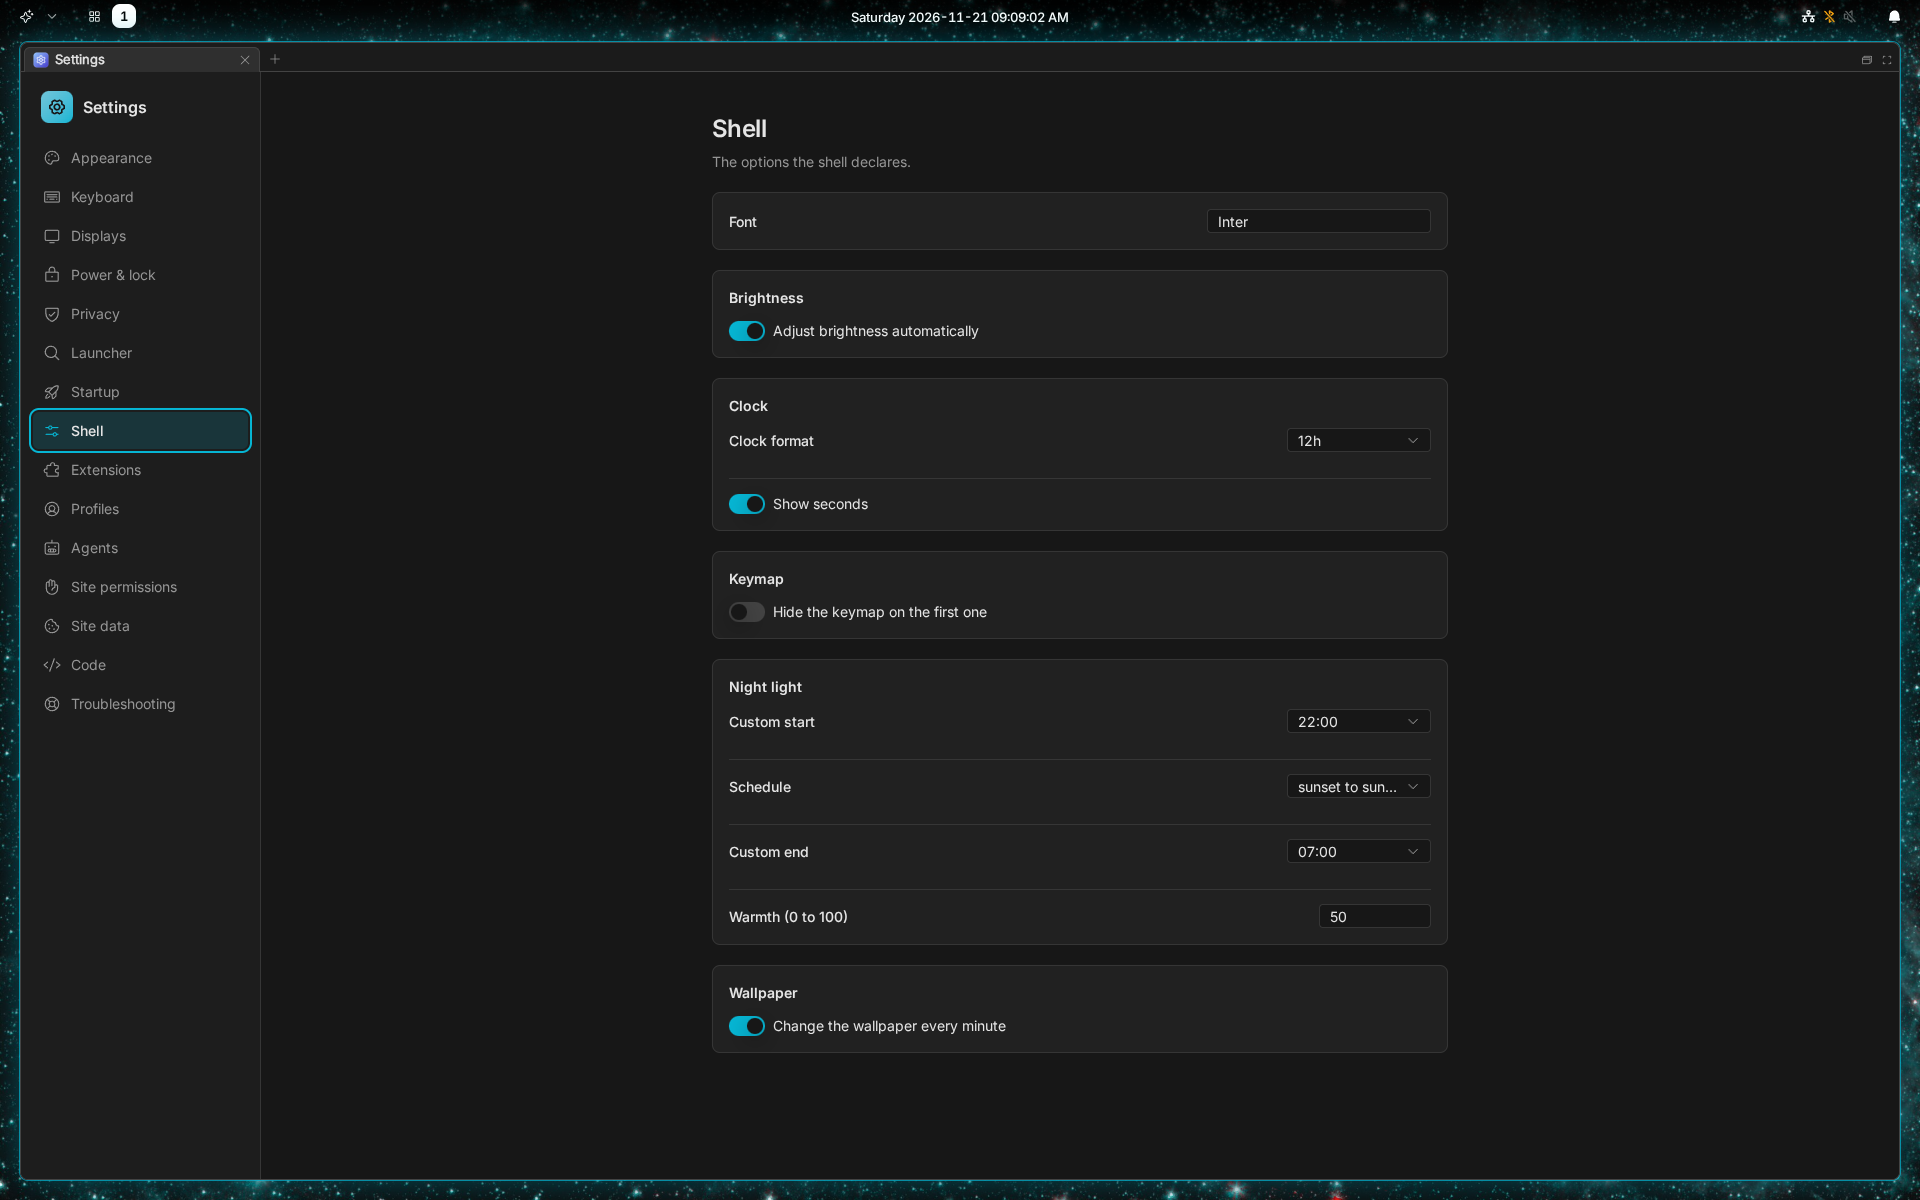 1
Saturday 2026-11-21 09:09:02 AM
Settings
Settings
Appearance
Keyboard
Displays
Power & lock
Privacy
Launcher
Startup
Shell
Extensions
Profiles
Agents
Site permissions
Site data
Code
Troubleshooting
Shell
The options the shell declares.
Font
Inter
Brightness
Adjust brightness automatically
Clock
Clock format
12h
Show seconds
Keymap
Hide the keymap on the first one
Night light
Custom start
22:00
Schedule
sunset to sun...
Custom end
07:00
Warmth (0 to 100)
50
Wallpaper
Change the wallpaper every minute